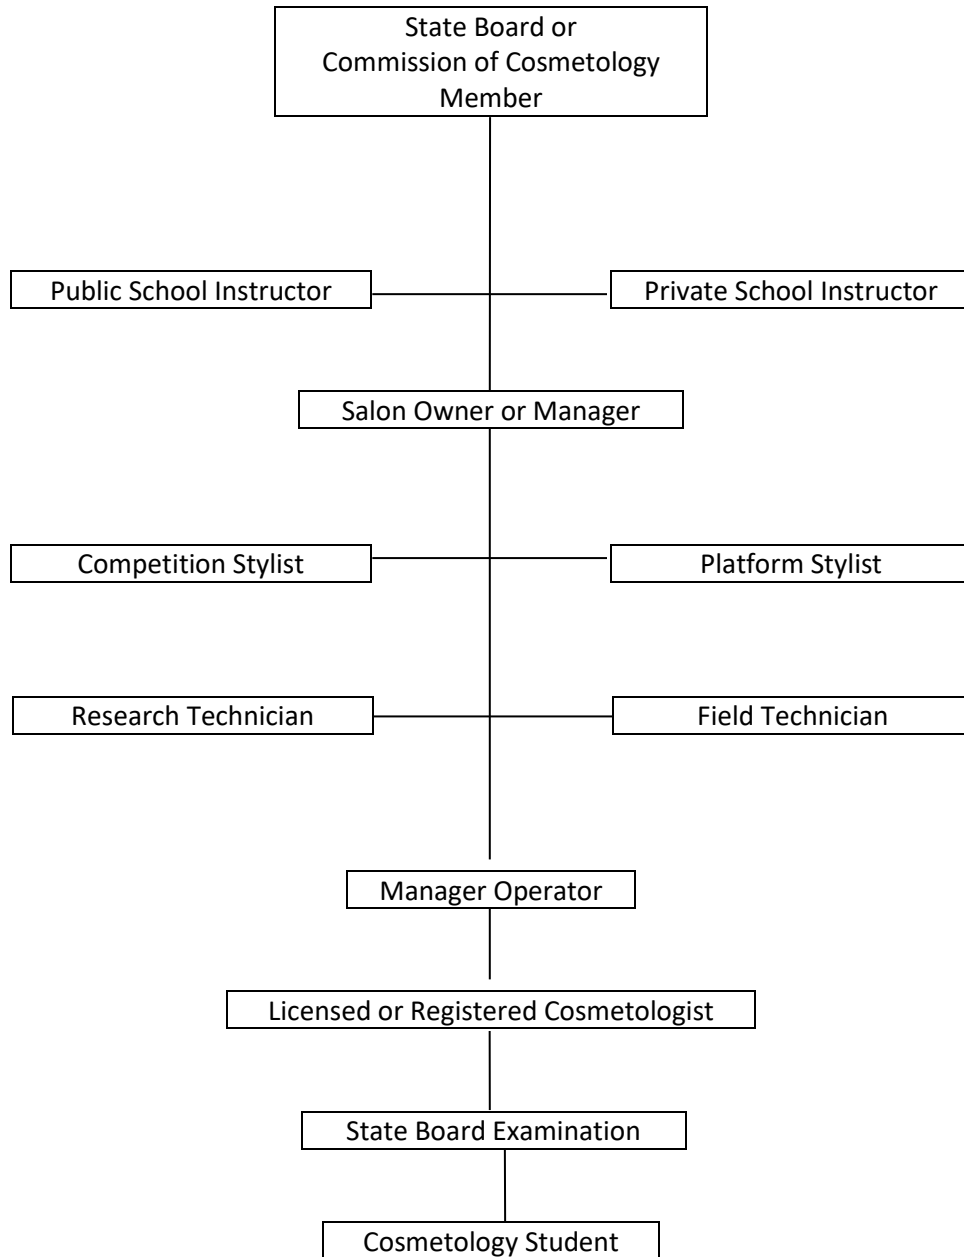 State Board or
Commission of Cosmetology
Member
Public School Instructor
Private School Instructor
Salon Owner or Manager
Competition Stylist
Platform Stylist
Research Technician
Field Technician
Manager Operator
Licensed or Registered Cosmetologist
State Board Examination
Cosmetology Student